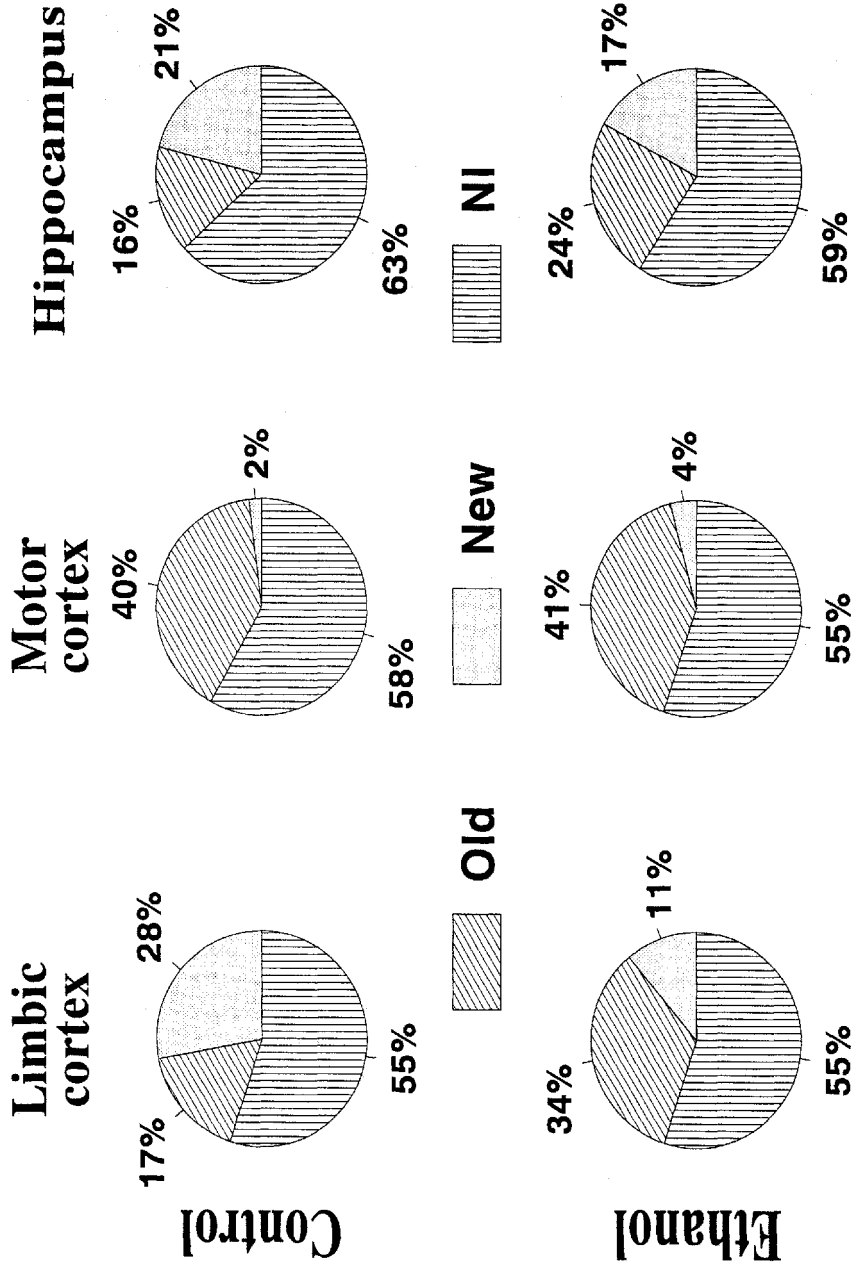 Limbic
cortex
Motor
cortex
Hippocampus
Control
17%
28%
55%
40%
2%
58%
16%
21%
63%
Old
New
NI
Ethanol
34%
11%
55%
41%
4%
55%
24%
17%
59%